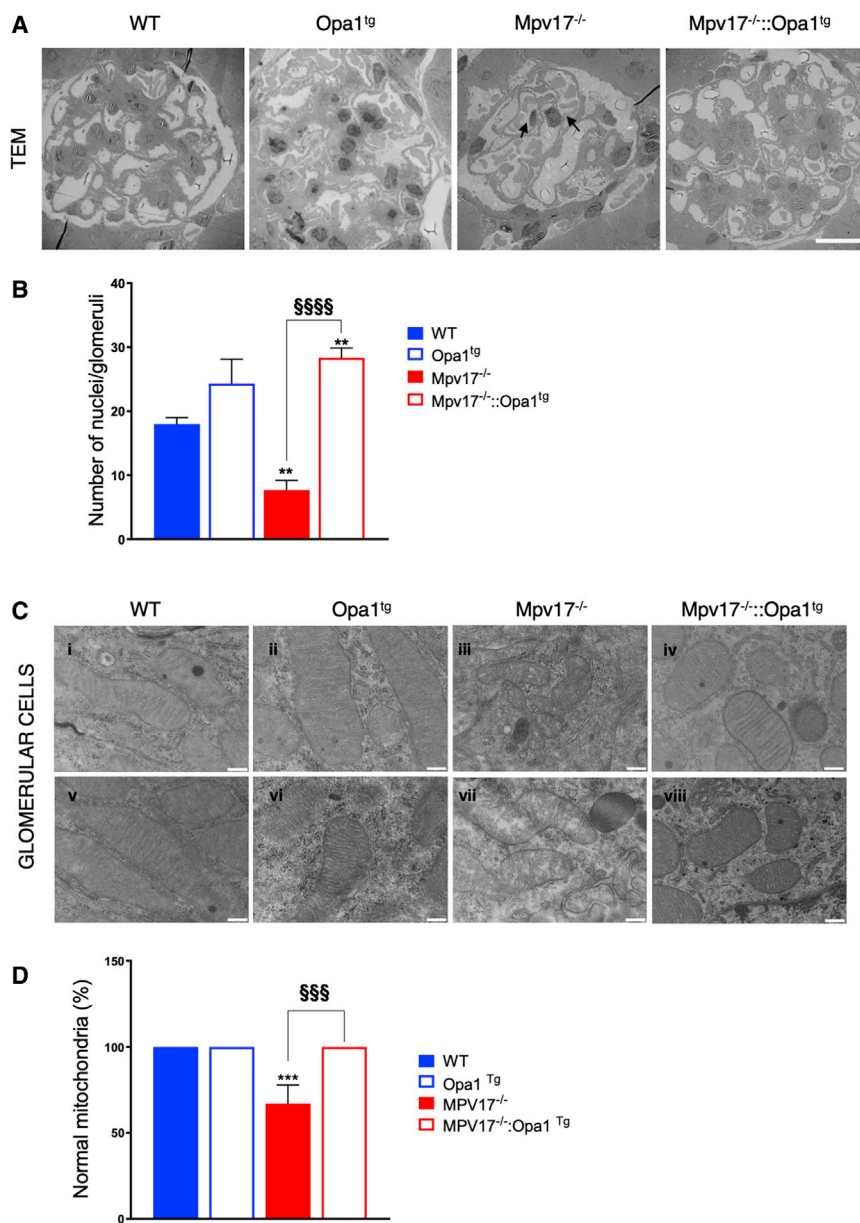 A
WT
Opa1tg
Mpv17-/-
Mpv17-/-::Opa1tg
TEM
B
Number of nuclei/glomeruli
40
30
20
10
0
**
§§§§
**
WT
Opa1tg
Mpv17-/-
Mpv17-/-::Opa1tg
C
WT
Opa1tg
Mpv17-/-
Mpv17-/-::Opa1tg
GLOMERULAR CELLS
i
ii
iii
iv
v
vi
vii
viii
D
Normal mitochondria (%)
150
100
50
0
***
§§§
WT
Opa1 Tg
MPV17-/-
MPV17-/-:Opa1 Tg